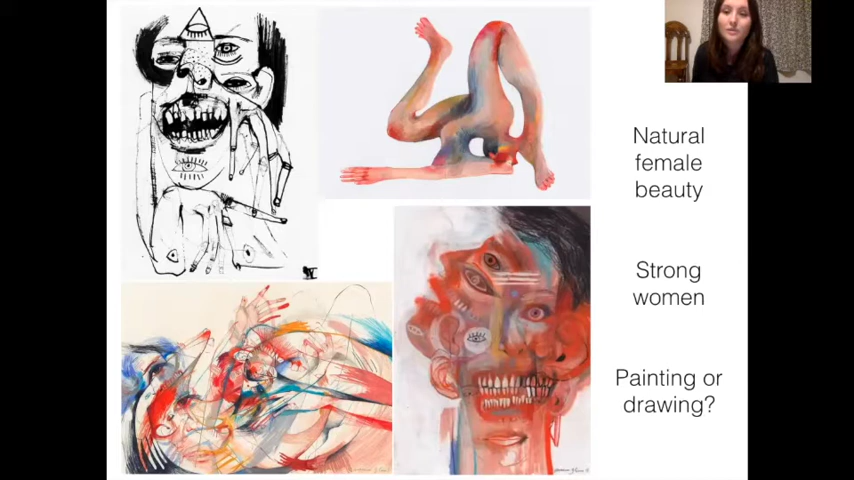 Natural
female
beauty
Strong
women
Painting or
drawing?